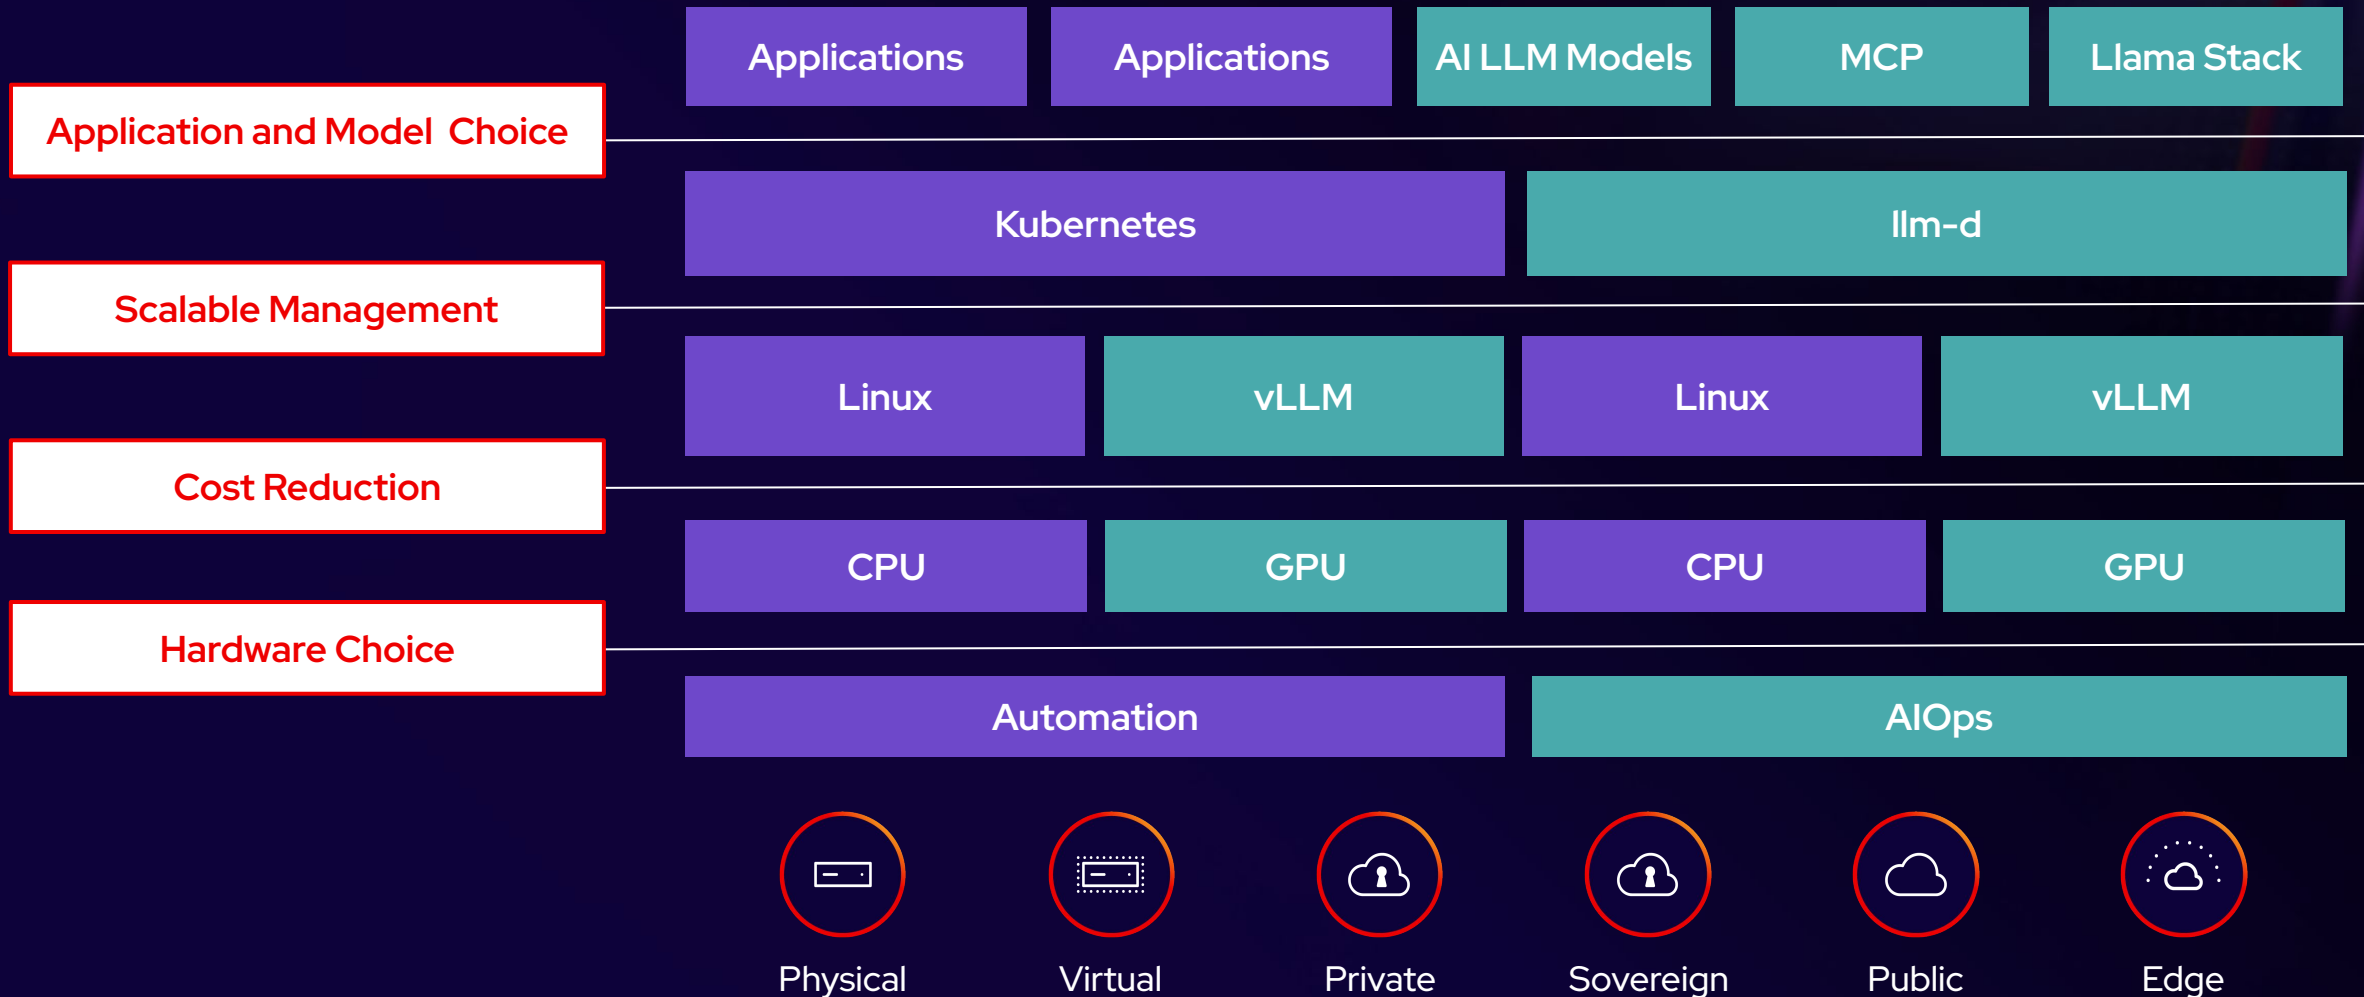 Applications
Applications
AI LLM Models
MCP
Llama Stack
Application and Model  Choice
Kubernetes
llm-d
Scalable Management
Linux
vLLM
Linux
vLLM
Cost Reduction
CPU
GPU
CPU
GPU
Hardware Choice
Automation
AIOps
Physical
Virtual
Private
Sovereign
Public
Edge